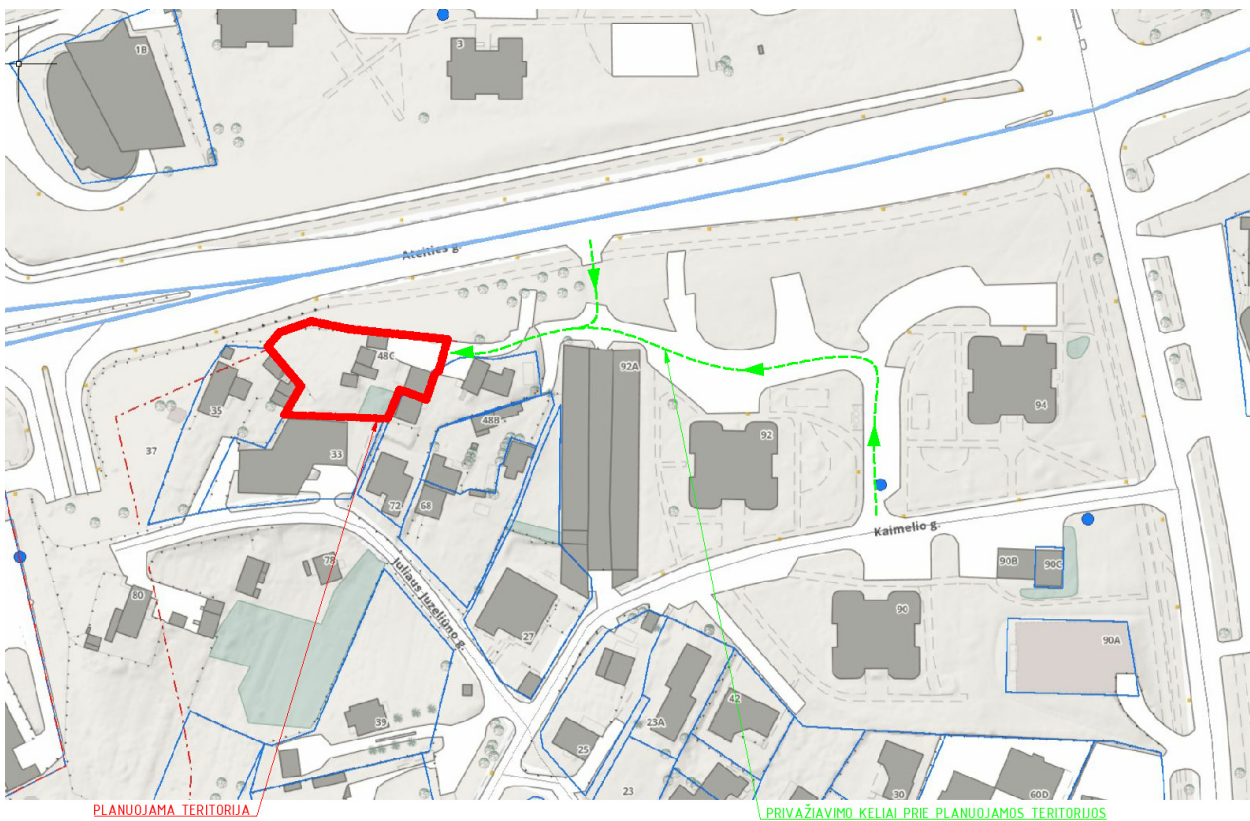 1B
3
Ateities g.
48C
92A
35
94
48B
92
37
33
72
68
Kaimelio g.
78
90B
90C
Juliaus Juzeliūno g.
80
90
27
90A
42
39
23A
25
23
30
60D
PLANUOJAMA TERITORIJA
PRIVAŽIAVIMO KELIAI PRIE PLANUOJAMOS TERITORIJOS